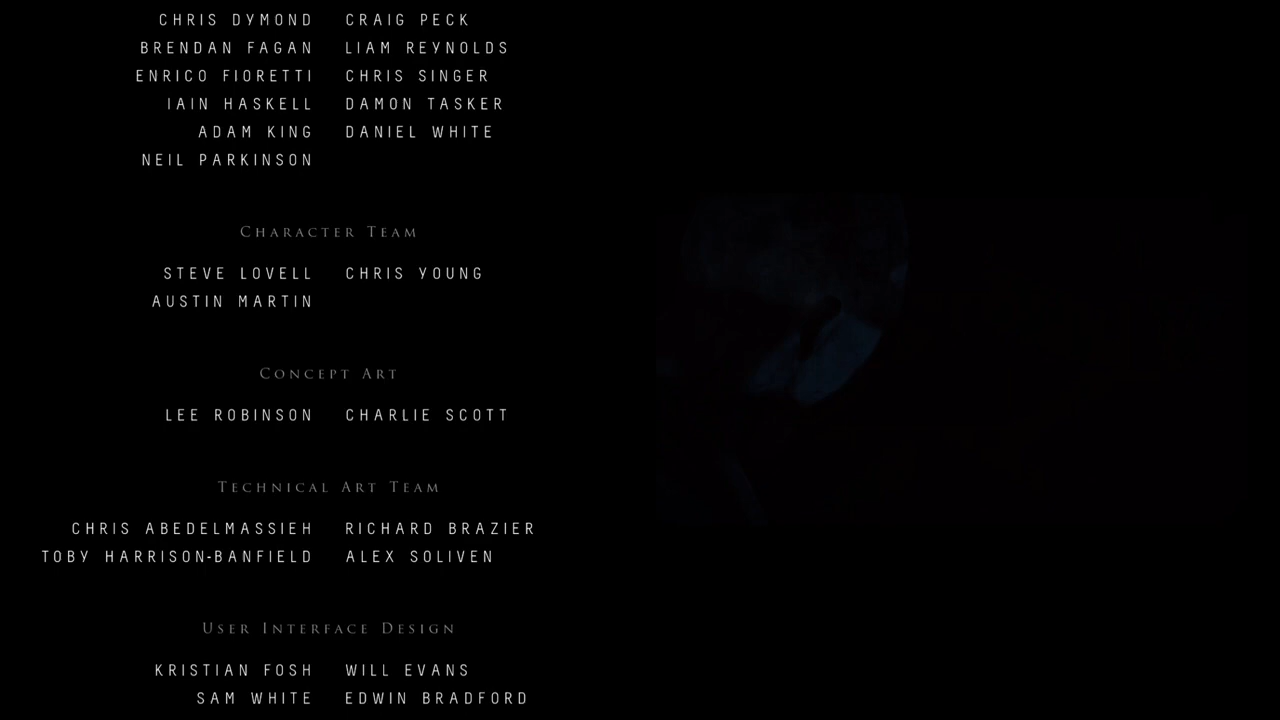 CHRIS DYMOND CRAIG PECK
BRENDAN FAGAN LIAM REYNOLDS
ENRICO FIORETTI CHRIS SINGER
IAIN HASKELL DAMON TASKER
ADAM KING DANIEL WHITE
NEIL PARKINSON
CHARACTER TEAM
STEVE LOVELL CHRIS YOUNG
AUSTIN MARTIN
CONCEPT ART
LEE ROBINSON CHARLIE SCOTT
TECHNICAL ART TEAM
CHRIS ABEDELMASSIEH RICHARD BRAZIER
TOBY HARRISON-BANFIELD ALEX SOLIVEN
USER INTERFACE DESIGN
KRISTIAN FOSH WILL EVANS
SAM WHITE EDWIN BRADFORD